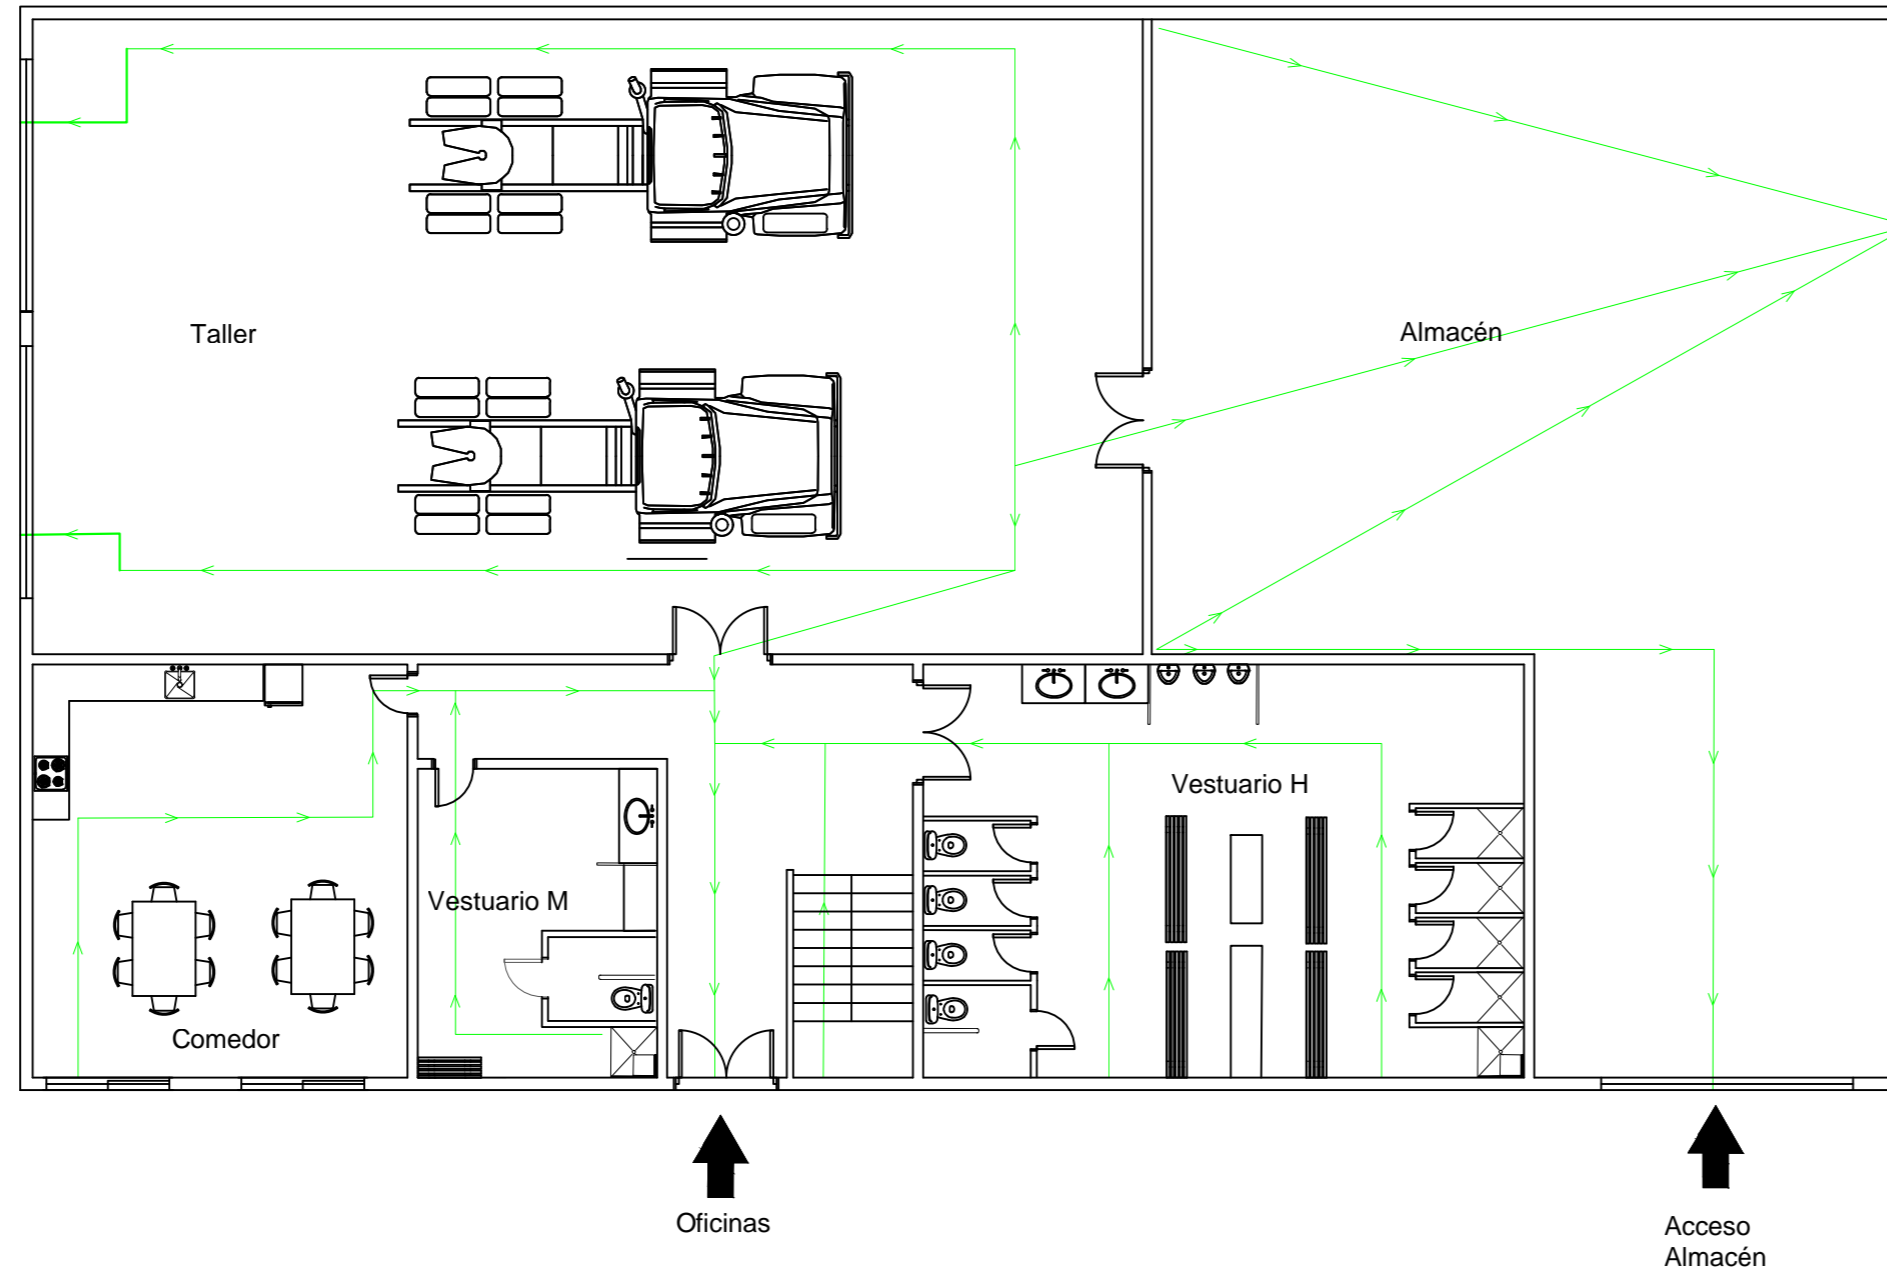 Taller
Almacén
Vestuario H
Vestuario M
Comedor
Oficinas
Acceso
Almacén